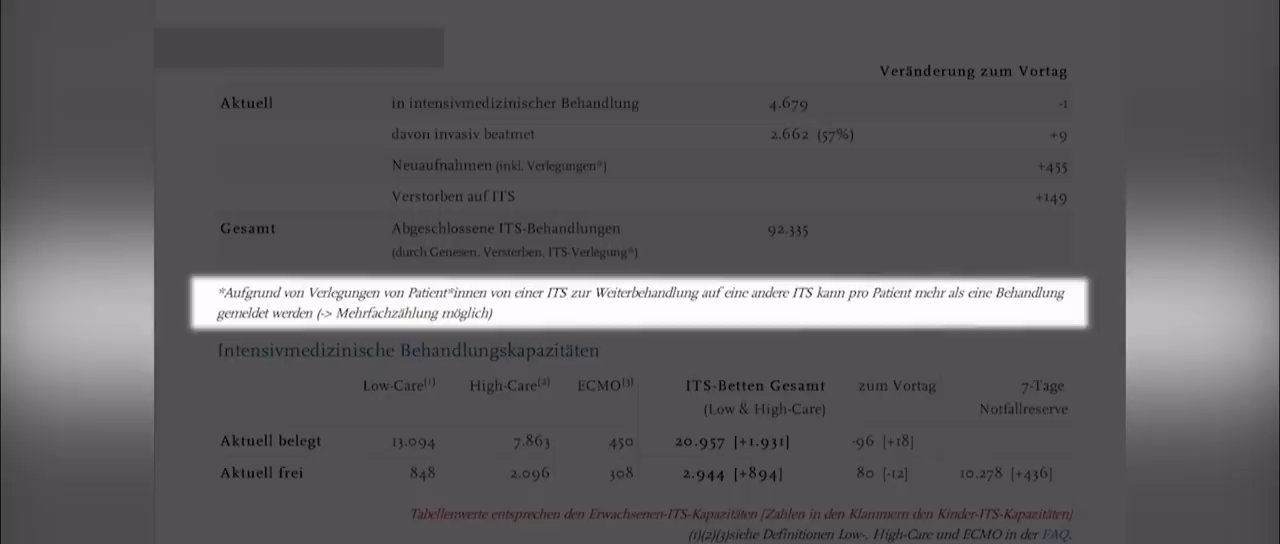 Veränderung zum Vortag
Aktuell in intensivmedizinischer Behandlung 4.679 -1
davon invasiv beatmet 2.662 (57%) +9
Neuaufnahmen (inkl. Verlegungen*) +455
Verstorben auf ITS +149
Gesamt Abgeschlossene ITS-Behandlungen 92.335
(durch Genesen, Versterben, ITS-Verlegung*)
*Aufgrund von Verlegungen von Patient*innen von einer ITS zur Weiterbehandlung auf eine andere ITS kann pro Patient mehr als eine Behandlung
gemeldet werden (-> Mehrfachzählung möglich)
Intensivmedizinische Behandlungskapazitäten
Low-Care(1) High-Care(2) ECMO(3) ITS-Betten Gesamt zum Vortag 7-Tage
(Low & High-Care) Notfallreserve
Aktuell belegt 13.094 7.863 450 20.957 [+1.931] -96 [+18]
Aktuell frei 848 2.096 308 2.944 [+894] 80 [-12] 10.278 [+436]
Tabellenwerte entsprechen den Erwachsenen-ITS-Kapazitäten [Zahlen in den Klammern den Kinder-ITS-Kapazitäten]
(1)(2)(3)siehe Definitionen Low-, High-Care und ECMO in der FAQ.